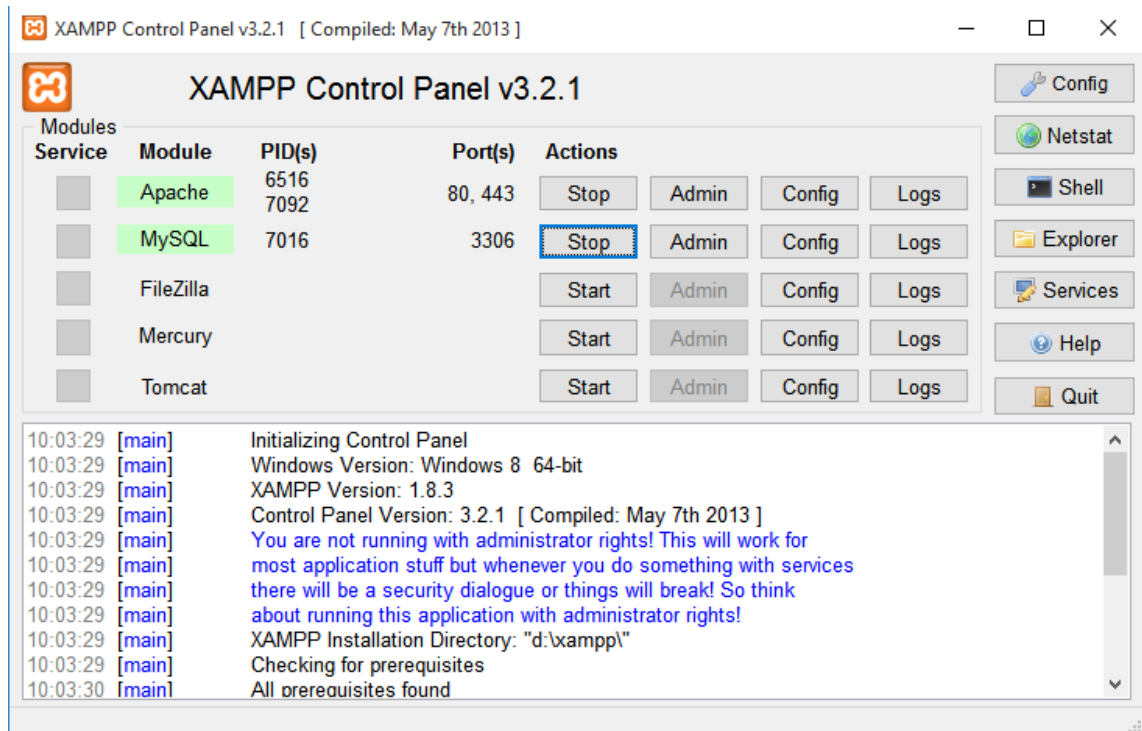 XAMPP Control Panel v3.2.1 [ Compiled: May 7th 2013 ]
XAMPP Control Panel v3.2.1
Config
Modules
Netstat
Service Module PID(s) Port(s) Actions
Apache 6516 7092 80, 443 Stop Admin Config Logs
Shell
MySQL 7016 3306 Stop Admin Config Logs
Explorer
FileZilla Start Admin Config Logs
Services
Mercury Start Admin Config Logs
Help
Tomcat Start Admin Config Logs
Quit
10:03:29 [main] Initializing Control Panel
10:03:29 [main] Windows Version: Windows 8 64-bit
10:03:29 [main] XAMPP Version: 1.8.3
10:03:29 [main] Control Panel Version: 3.2.1 [ Compiled: May 7th 2013 ]
10:03:29 [main] You are not running with administrator rights! This will work for
10:03:29 [main] most application stuff but whenever you do something with services
10:03:29 [main] there will be a security dialogue or things will break! So think
10:03:29 [main] about running this application with administrator rights!
10:03:29 [main] XAMPP Installation Directory: "d:\xampp\"
10:03:29 [main] Checking for prerequisites
10:03:30 [main] All prerequisites found